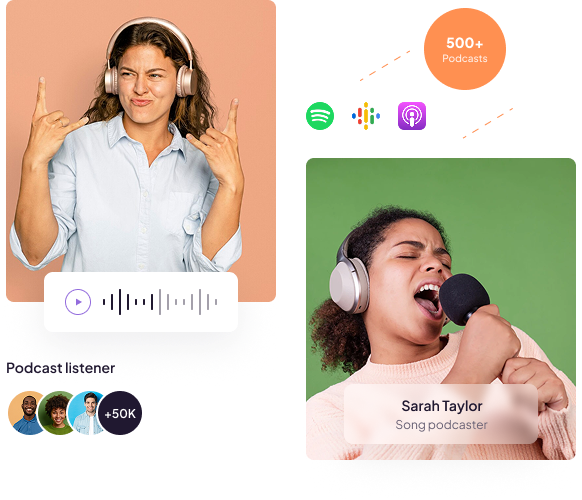 500+
Podcasts
Podcast listener
+50K
Sarah Taylor
Song podcaster